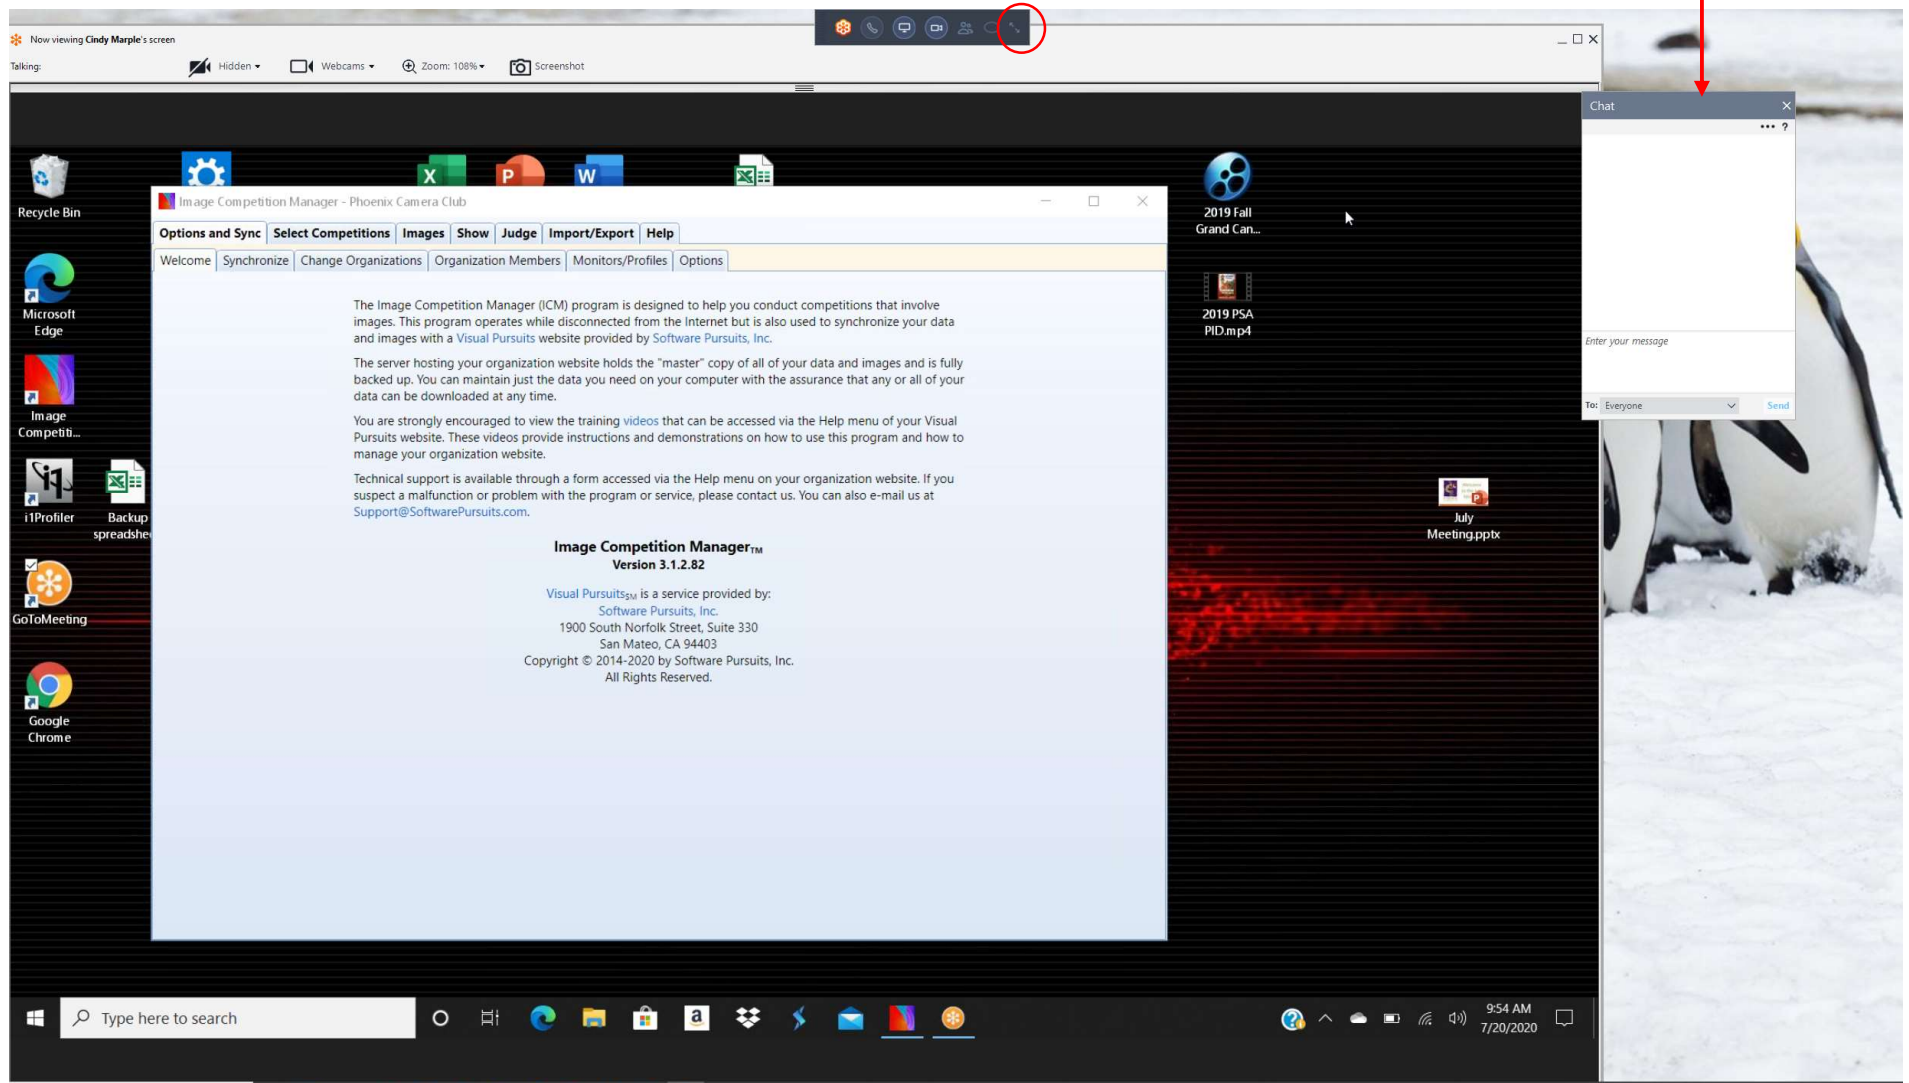 Now viewing Cindy Marple's screen
Talking:
Hidden
Webcams
Zoom: 108%
Screenshot
Chat
Enter your message
To: Everyone
Send
Recycle Bin
Microsoft
Edge
Image
Competiti...
i1Profiler
Backup
spreadshe
GoToMeeting
Google
Chrome
2019 Fall
Grand Can...
2019 PSA
PID.mp4
July
Meeting.pptx
Image Competition Manager - Phoenix Camera Club
Options and Sync Select Competitions Images Show Judge Import/Export Help
Welcome Synchronize Change Organizations Organization Members Monitors/Profiles Options
The Image Competition Manager (ICM) program is designed to help you conduct competitions that involve
images. This program operates while disconnected from the Internet but is also used to synchronize your data
and images with a Visual Pursuits website provided by Software Pursuits, Inc.
The server hosting your organization website holds the "master" copy of all of your data and images and is fully
backed up. You can maintain just the data you need on your computer with the assurance that any or all of your
data can be downloaded at any time.
You are strongly encouraged to view the training videos that can be accessed via the Help menu of your Visual
Pursuits website. These videos provide instructions and demonstrations on how to use this program and how to
manage your organization website.
Technical support is available through a form accessed via the Help menu on your organization website. If you
suspect a malfunction or problem with the program or service, please contact us. You can also e-mail us at
Support@SoftwarePursuits.com.
Image Competition ManagerTM
Version 3.1.2.82
Visual PursuitsSM is a service provided by:
Software Pursuits, Inc.
1900 South Norfolk Street, Suite 330
San Mateo, CA 94403
Copyright © 2014-2020 by Software Pursuits, Inc.
All Rights Reserved.
Type here to search
9:54 AM
7/20/2020